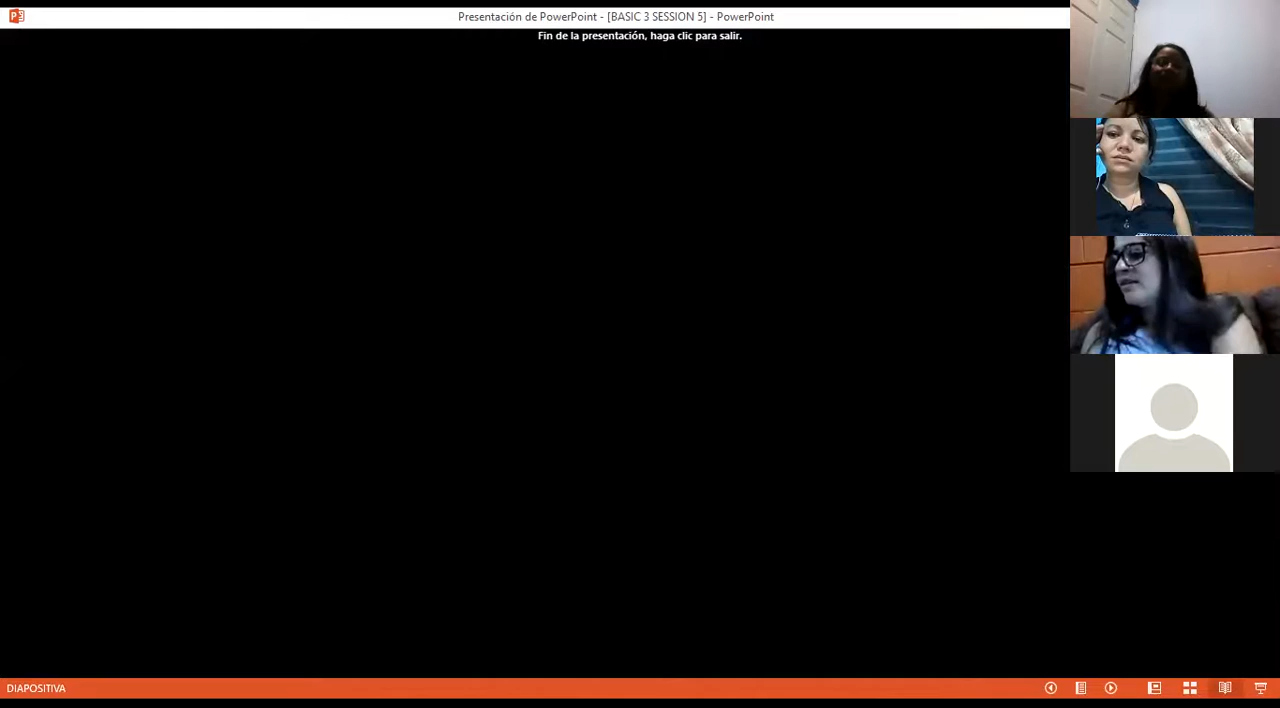 Presentación de PowerPoint - [BASIC 3 SESSION 5] - PowerPoint
Fin de la presentación, haga clic para salir.
DIAPOSITIVA